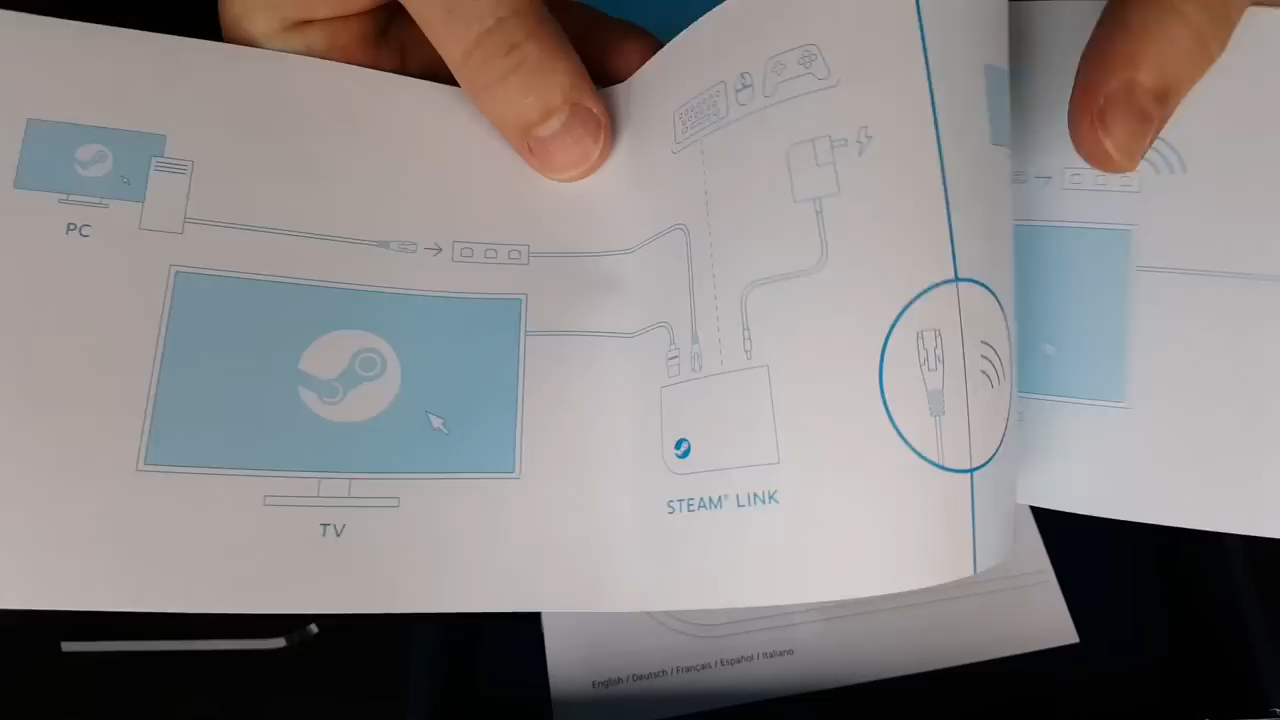 PC
TV
STEAM® LINK
English / Deutsch / Français / Español / Italiano